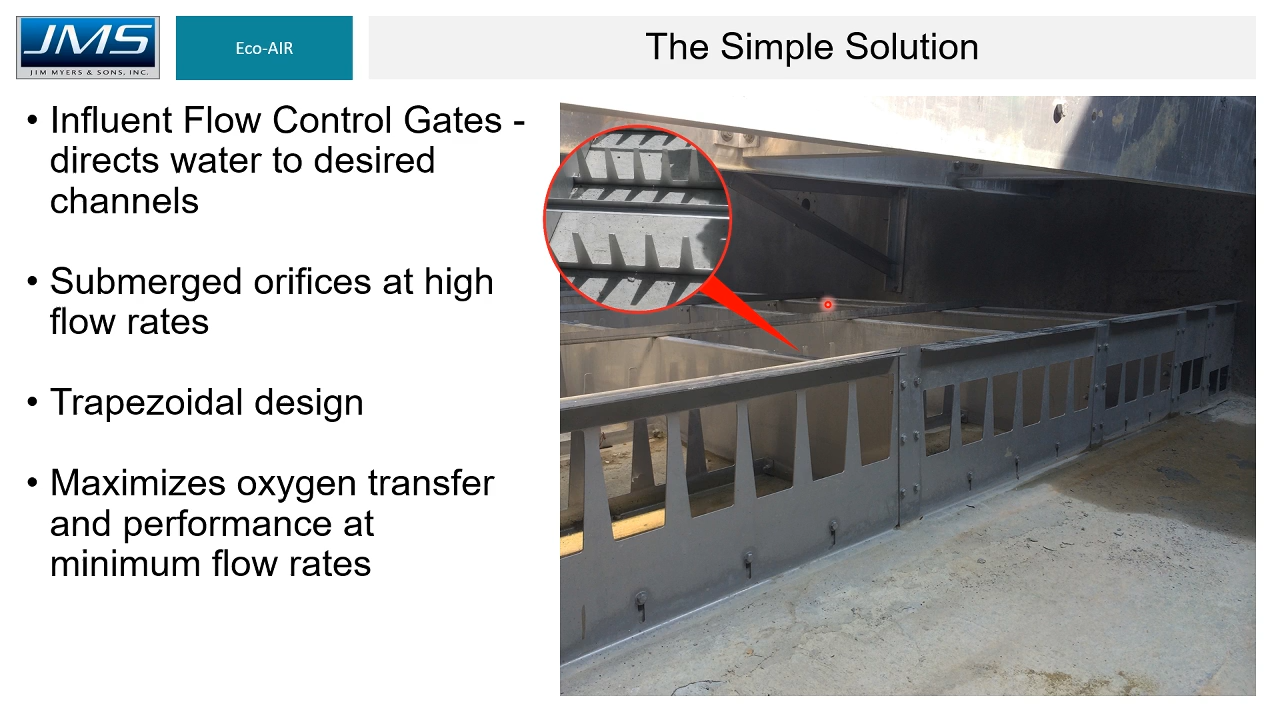 JMS
JIM MYERS & SONS, INC.
Eco-AIR
The Simple Solution
• Influent Flow Control Gates -
directs water to desired
channels
• Submerged orifices at high
flow rates
• Trapezoidal design
• Maximizes oxygen transfer
and performance at
minimum flow rates